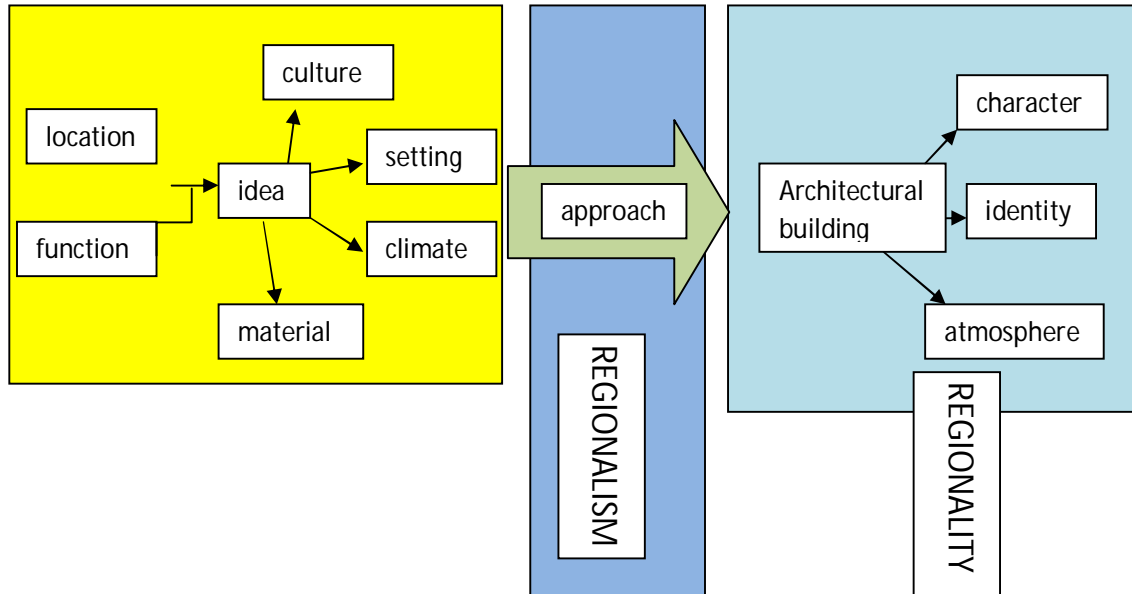 culture
location
setting
idea
function
climate
material
approach
REGIONALISM
character
Architectural
building
identity
atmosphere
REGIONALITY